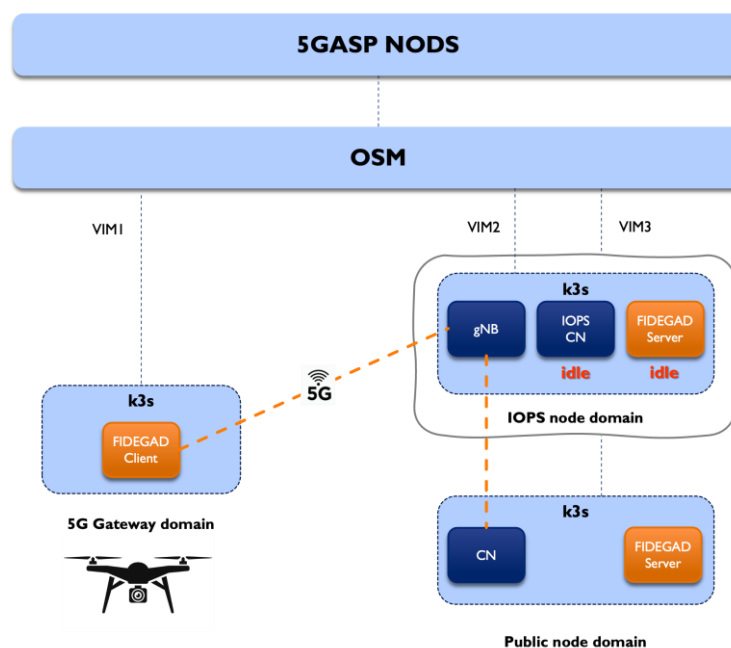 5GASP NODS
OSM
VIM1
VIM2
VIM3
k3s
gNB
IOPS
CN
FIDEGAD
Server
idle
idle
IOPS node domain
5G
k3s
FIDEGAD
Client
5G Gateway domain
k3s
CN
FIDEGAD
Server
Public node domain